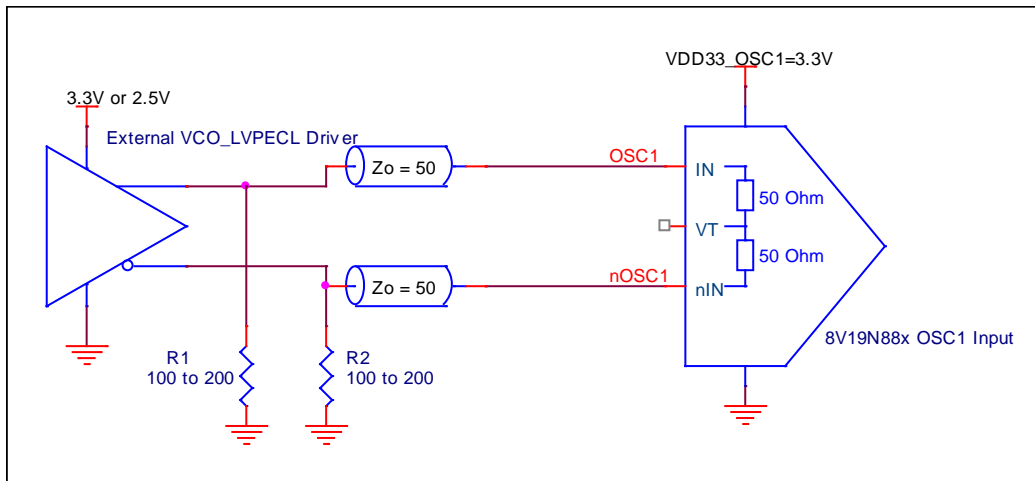 VDD33_OSC1=3.3V
3.3V or 2.5V
External VCO_LVPECL Driver
Zo = 50
OSC1
IN
50 Ohm
VT
50 Ohm
Zo = 50
nOSC1
nIN
8V19N88x OSC1 Input
R1
100 to 200
R2
100 to 200